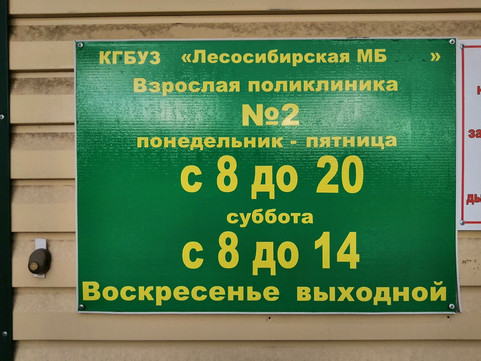 КГБУЗ «Лесосибирская МБ »
Взрослая поликлиника
№2
понедельник - пятница
с 8 до 20
суббота
с 8 до 14
Воскресенье выходной